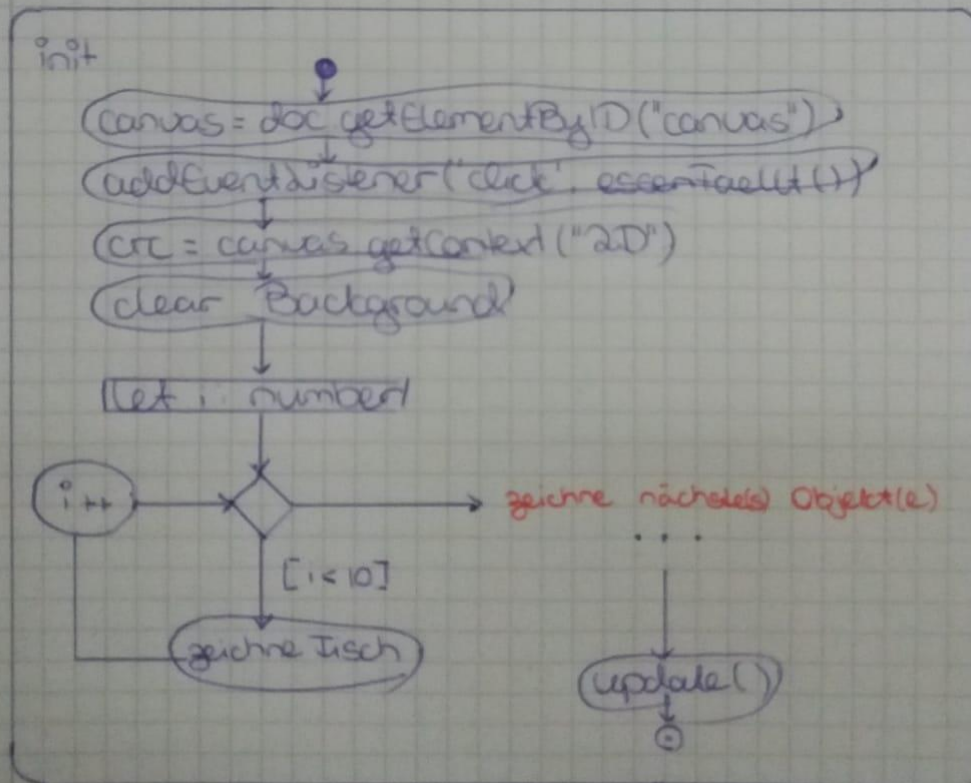 init
canvas = doc getElementByID("canvas")
addEventListener("click", essenFaellt())
crc = canvas.getContext("2D")
clear Background
let i: number
i++
zeichne nächste(s) Objekt(e)
...
[i<10]
zeichne Tisch
update()